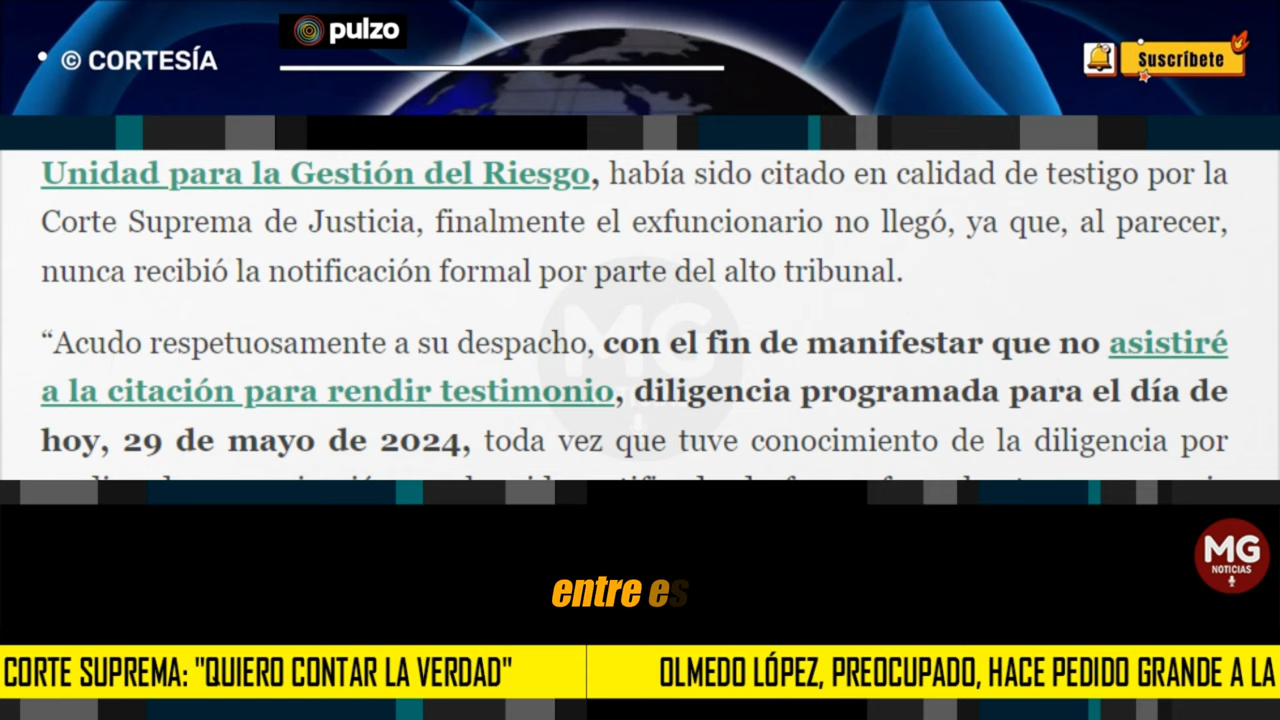 pulzo
© CORTESÍA
Suscríbete
Unidad para la Gestión del Riesgo, había sido citado en calidad de testigo por la
Corte Suprema de Justicia, finalmente el exfuncionario no llegó, ya que, al parecer,
nunca recibió la notificación formal por parte del alto tribunal.
“Acudo respetuosamente a su despacho, con el fin de manifestar que no asistiré
a la citación para rendir testimonio, diligencia programada para el día de
hoy, 29 de mayo de 2024, toda vez que tuve conocimiento de la diligencia por
MG
NOTICIAS
entre es
CORTE SUPREMA: "QUIERO CONTAR LA VERDAD"
OLMEDO LÓPEZ, PREOCUPADO, HACE PEDIDO GRANDE A LA